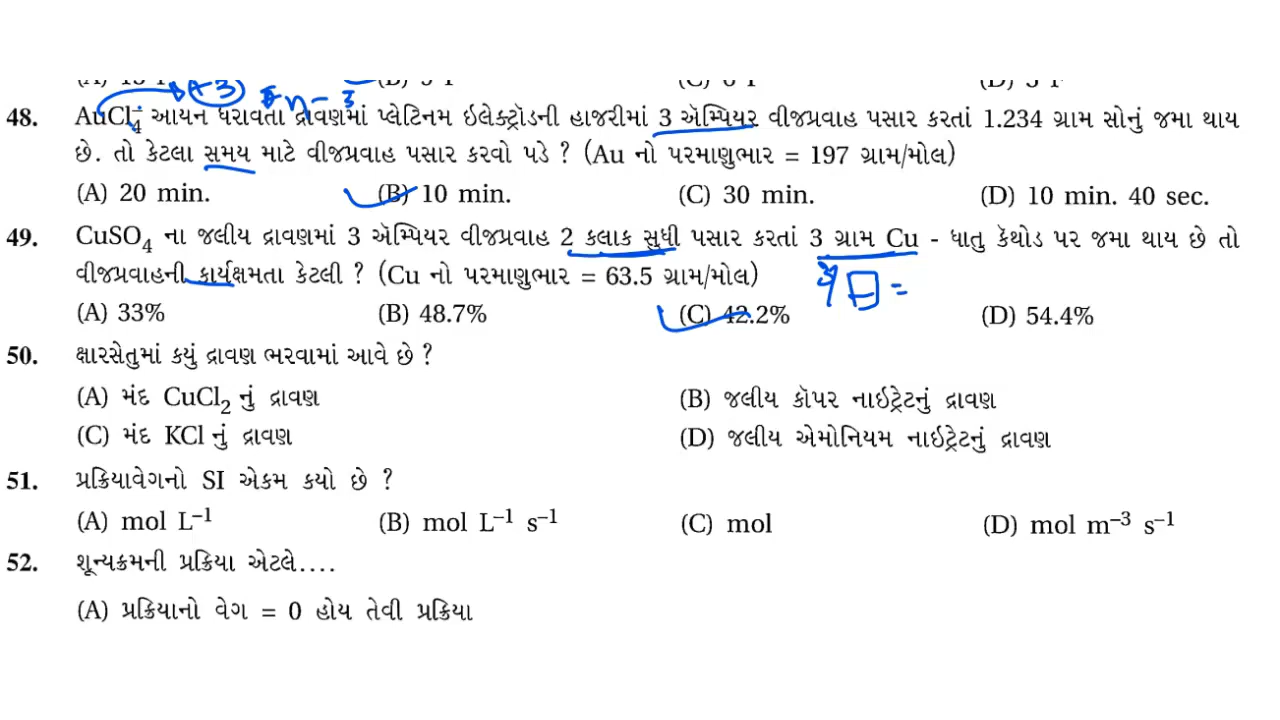 48. AuCl₄⁻ આયન ધરાવતા દ્રાવણમાં પ્લેટિનમ ઇલેક્ટ્રૉડની હાજરીમાં 3 ઍમ્પિયર વીજપ્રવાહ પસાર કરતાં 1.234 ગ્રામ સોનું જમા થાય
છે. તો કેટલા સમય માટે વીજપ્રવાહ પસાર કરવો પડે ? (Au નો પરમાણુભાર = 197 ગ્રામ/મોલ)
(A) 20 min. (B) 10 min. (C) 30 min. (D) 10 min. 40 sec.
49. CuSO₄ ના જલીય દ્રાવણમાં 3 ઍમ્પિયર વીજપ્રવાહ 2 કલાક સુધી પસાર કરતાં 3 ગ્રામ Cu - ધાતુ કૅથોડ પર જમા થાય છે તો
વીજપ્રવાહની કાર્યક્ષમતા કેટલી ? (Cu નો પરમાણુભાર = 63.5 ગ્રામ/મોલ)
(A) 33% (B) 48.7% (C) 42.2% (D) 54.4%
50. ક્ષારસેતુમાં કયું દ્રાવણ ભરવામાં આવે છે ?
(A) મંદ CuCl₂ નું દ્રાવણ (B) જલીય કૉપર નાઇટ્રેટનું દ્રાવણ
(C) મંદ KCl નું દ્રાવણ (D) જલીય એમોનિયમ નાઇટ્રેટનું દ્રાવણ
51. પ્રક્રિયાવેગનો SI એકમ કયો છે ?
(A) mol L⁻¹ (B) mol L⁻¹ s⁻¹ (C) mol (D) mol m⁻³ s⁻¹
52. શૂન્યક્રમની પ્રક્રિયા એટલે....
(A) પ્રક્રિયાનો વેગ = 0 હોય તેવી પ્રક્રિયા